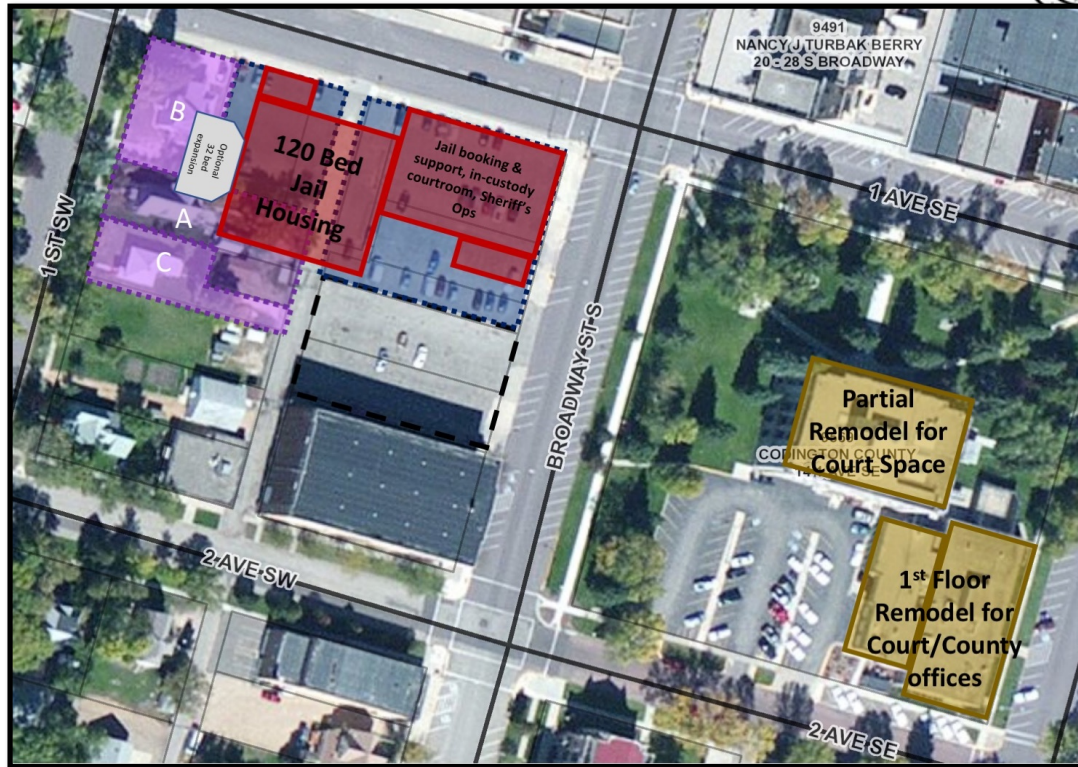 9491
NANCY J TURBAK BERRY
20 - 28 S BROADWAY
B
Optional
32 bed
expansion
120 Bed
Jail
Housing
Jail booking &
support, in-custody
courtroom, Sheriff's
Ops
1 AVE SE
1 ST SW
A
C
BROADWAY ST S
Partial
Remodel for
Court Space
CODINGTON COUNTY
AVE SE
2 AVE SW
1st Floor
Remodel for
Court/County
offices
2 AVE SE